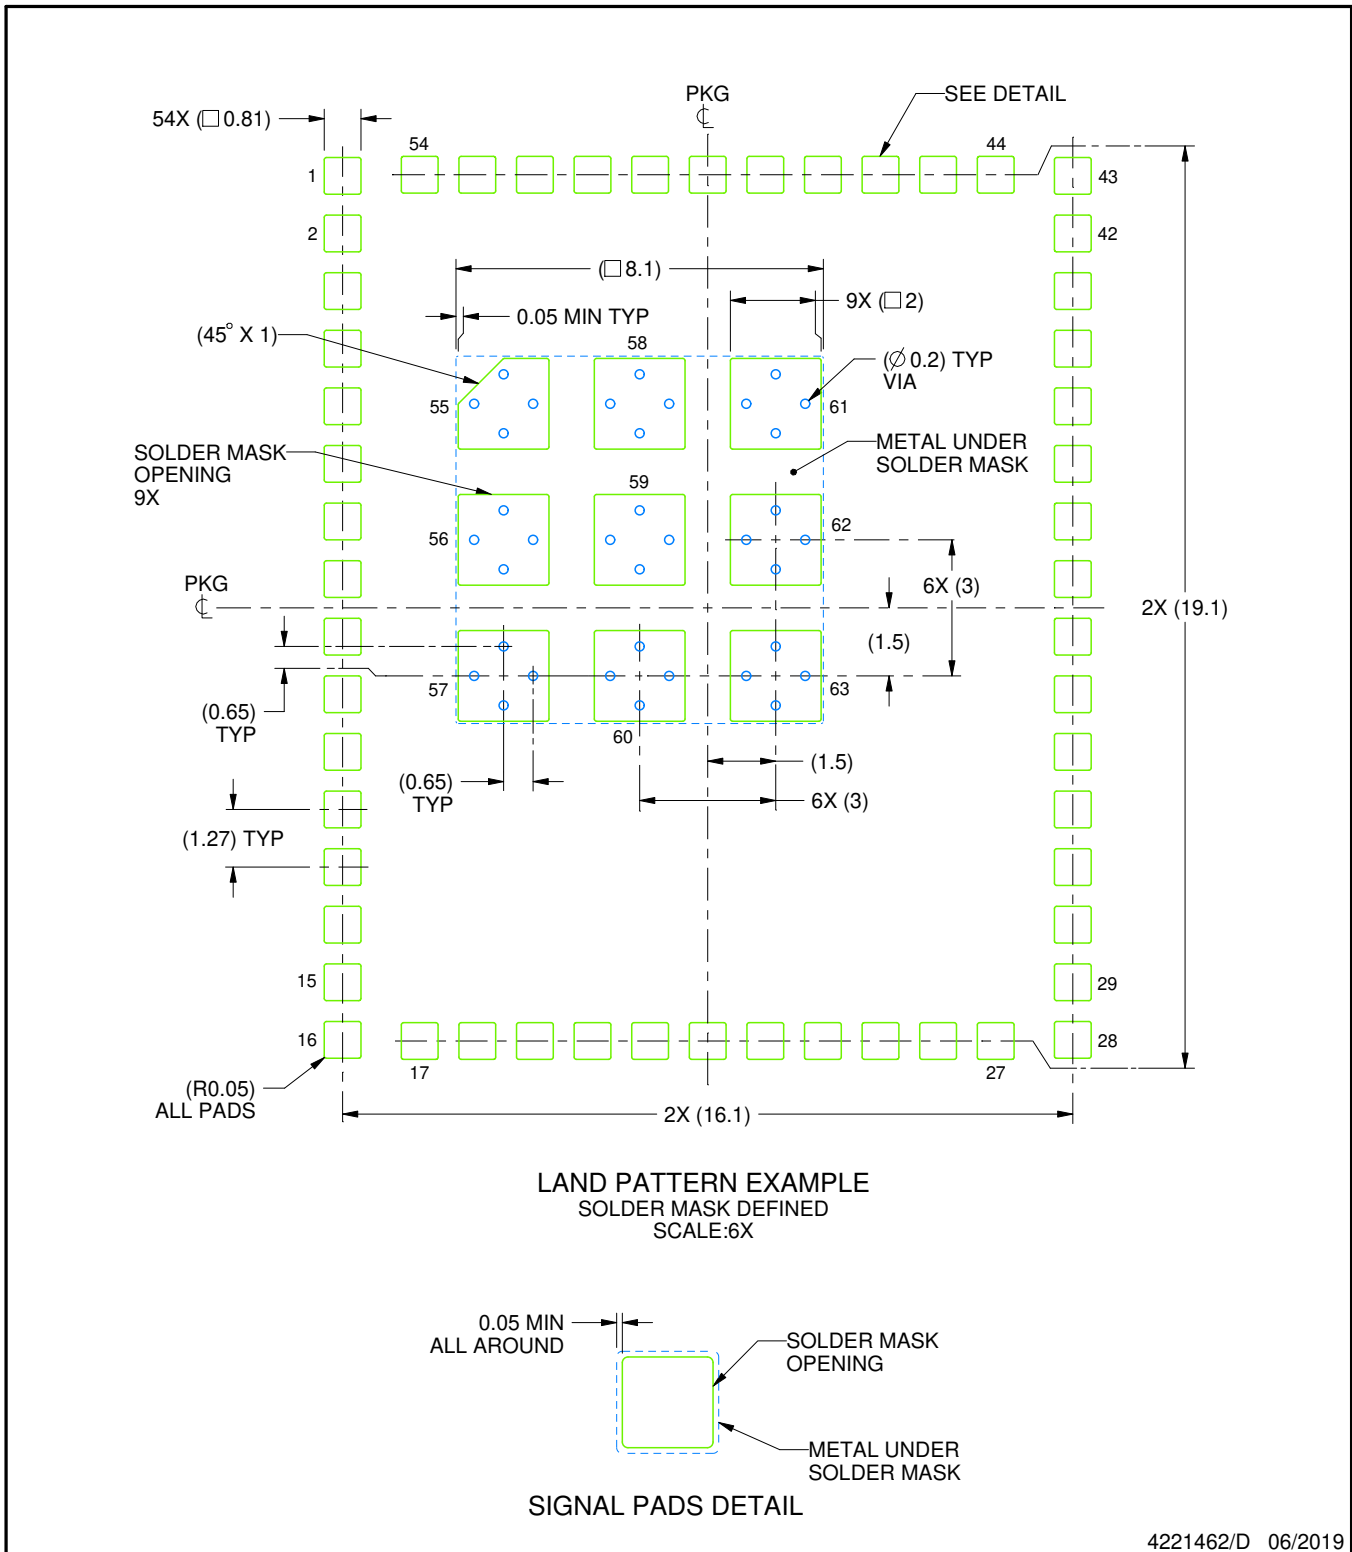 PKG
℄
SEE DETAIL
54X (□ 0.81)
54
44
1
43
2
42
(□ 8.1)
9X (□ 2)
0.05 MIN TYP
(45° X 1)
58
(∅ 0.2) TYP
VIA
55
61
SOLDER MASK
OPENING
9X
METAL UNDER
SOLDER MASK
59
56
62
PKG
℄
6X (3)
2X (19.1)
(1.5)
57
63
(0.65)
TYP
60
(1.5)
(0.65)
TYP
6X (3)
(1.27) TYP
15
29
16
28
17
27
(R0.05)
ALL PADS
2X (16.1)
LAND PATTERN EXAMPLE
SOLDER MASK DEFINED
SCALE:6X
0.05 MIN
ALL AROUND
SOLDER MASK
OPENING
METAL UNDER
SOLDER MASK
SIGNAL PADS DETAIL
4221462/D 06/2019